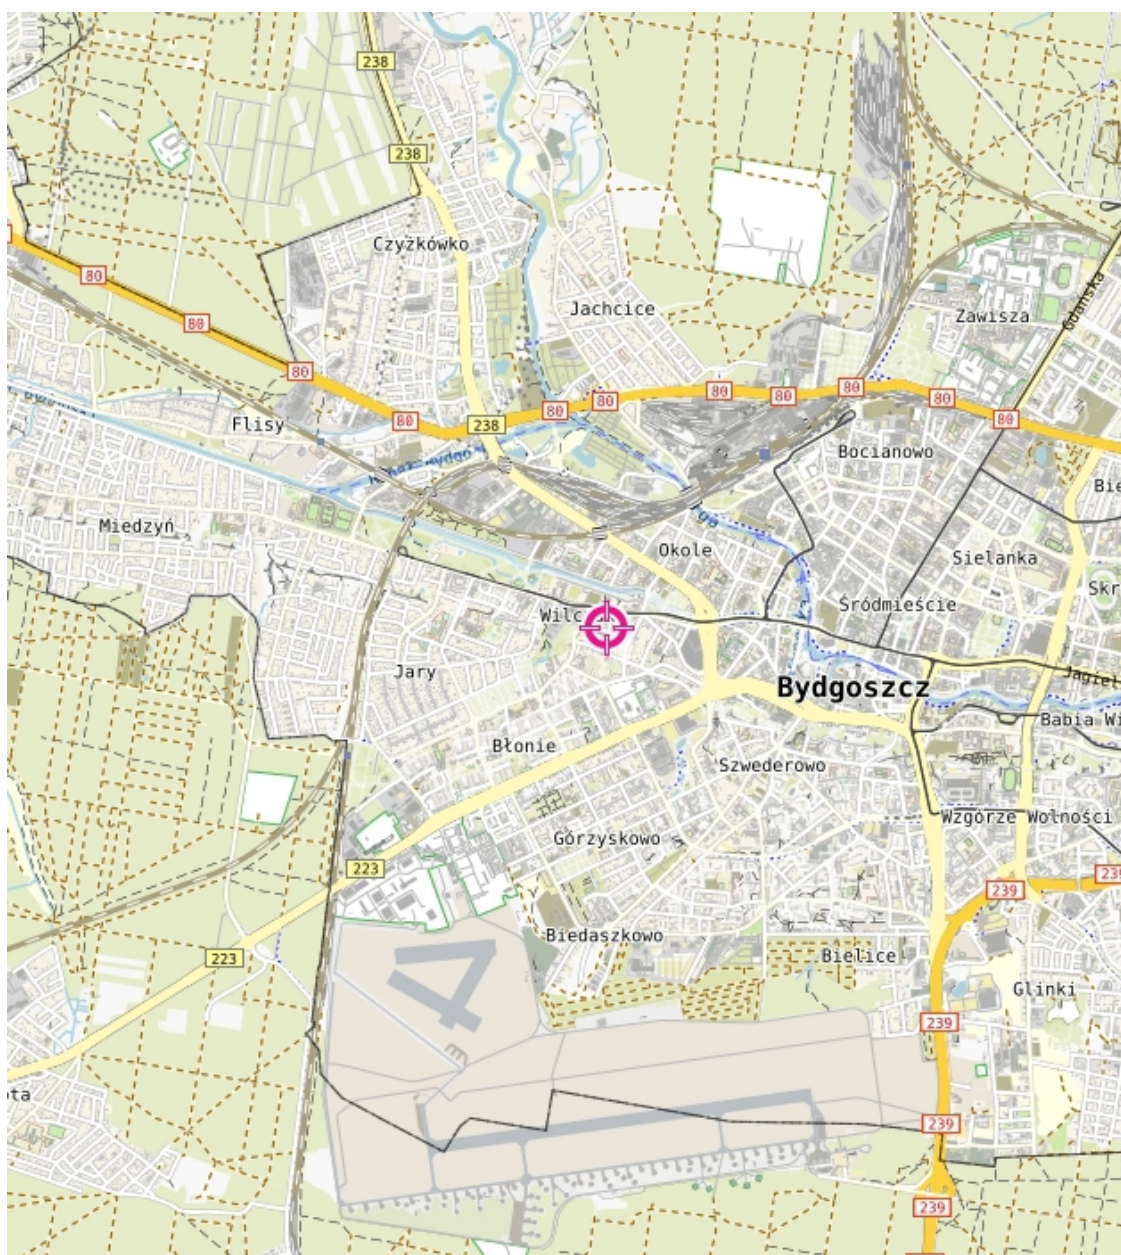 238
238
Czyżkówko
80
Jachcice
Zawisza
Gdańska
80
80
80
80
80
80
80
80
80
80
238
Flisy
Bocianowo
Miedzyń
Okole
Sielanka
Śródmieście
Jary
Bydgoszcz
Błonie
Szwederowo
Wzgórze Wolności
Górzyskowo
223
239
Biedaszkowo
Bielice
223
Glinki
239
239
239